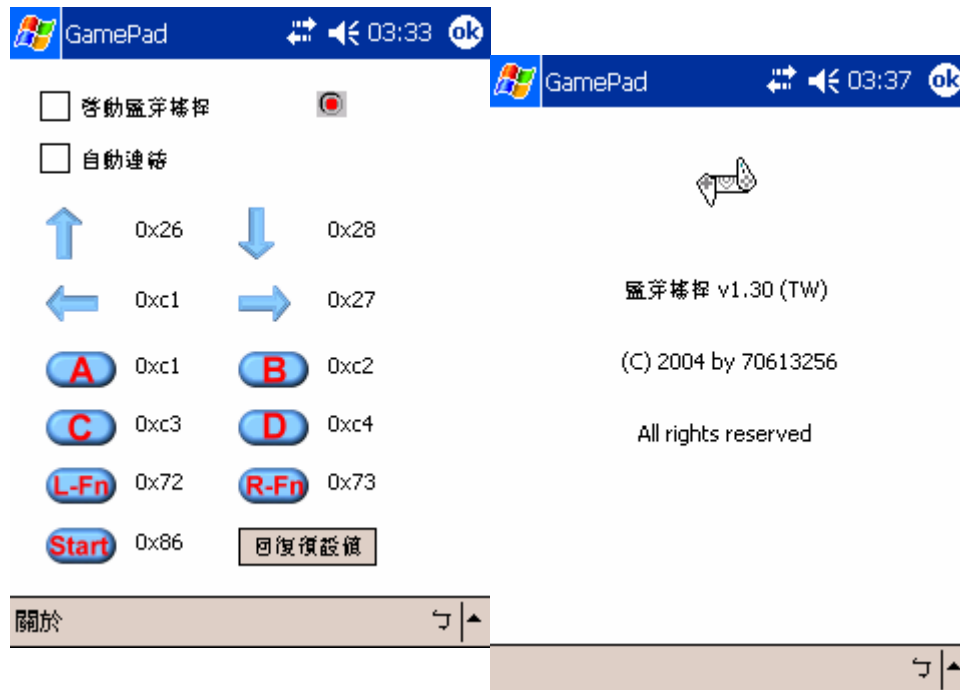 GamePad 03:33 ok
啓動藍芽搖桿
自動連結
0x26 0x28
0xc1 0x27
A 0xc1 B 0xc2
C 0xc3 D 0xc4
L-Fn 0x72 R-Fn 0x73
Start 0x86 回復預設值
關於 ㄅ
GamePad 03:37 ok
藍芽搖桿 v1.30 (TW)
(C) 2004 by 70613256
All rights reserved
ㄅ